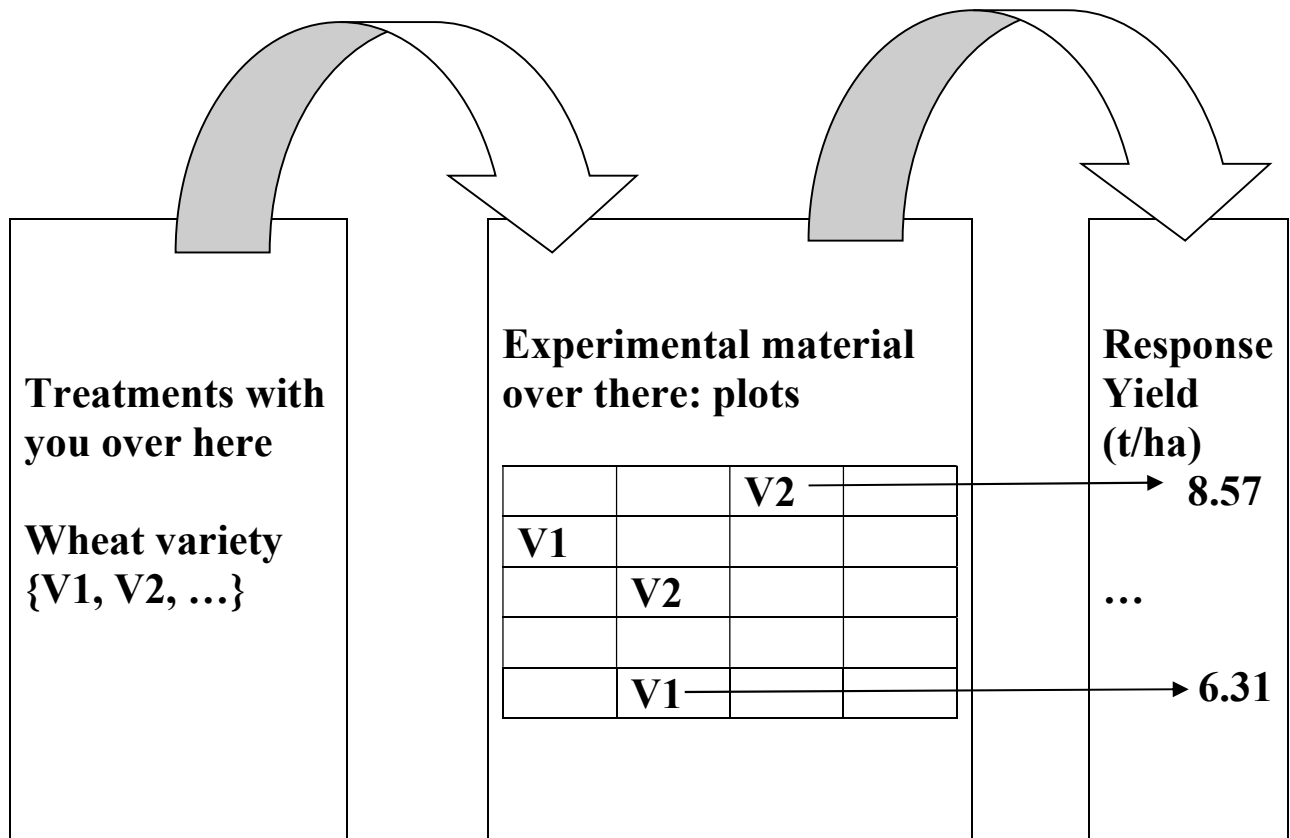 Treatments with
you over here
Wheat variety
{V1, V2, …}
Experimental material
over there: plots
V2
V1
V2
V1
Response
Yield
(t/ha)
8.57
…
6.31